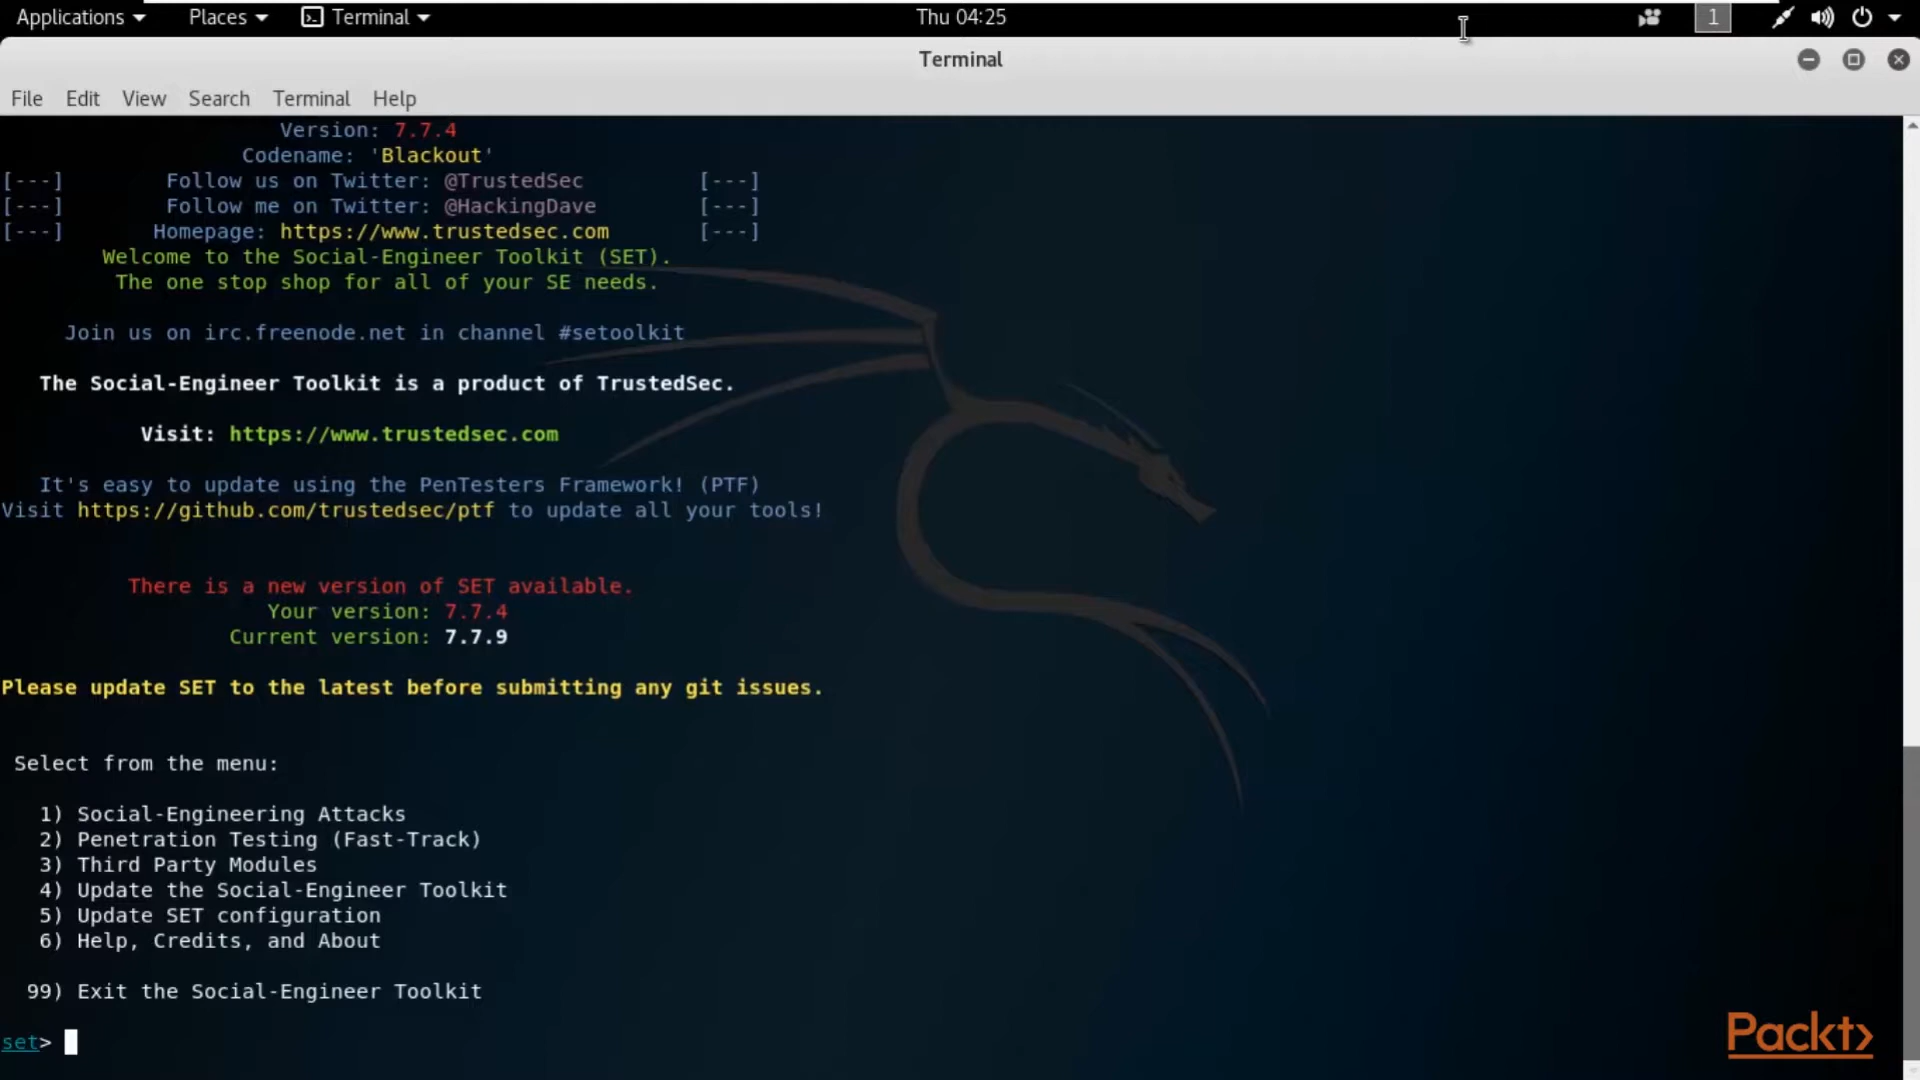 Applications Places Terminal Thu 04:25 1
Terminal
File Edit View Search Terminal Help
Version: 7.7.4
Codename: 'Blackout'
[---] Follow us on Twitter: @TrustedSec [---]
[---] Follow me on Twitter: @HackingDave [---]
[---] Homepage: https://www.trustedsec.com [---]
Welcome to the Social-Engineer Toolkit (SET).
The one stop shop for all of your SE needs.
Join us on irc.freenode.net in channel #setoolkit
The Social-Engineer Toolkit is a product of TrustedSec.
Visit: https://www.trustedsec.com
It's easy to update using the PenTesters Framework! (PTF)
Visit https://github.com/trustedsec/ptf to update all your tools!
There is a new version of SET available.
Your version: 7.7.4
Current version: 7.7.9
Please update SET to the latest before submitting any git issues.
Select from the menu:
1) Social-Engineering Attacks
2) Penetration Testing (Fast-Track)
3) Third Party Modules
4) Update the Social-Engineer Toolkit
5) Update SET configuration
6) Help, Credits, and About
99) Exit the Social-Engineer Toolkit
set>
Packt>